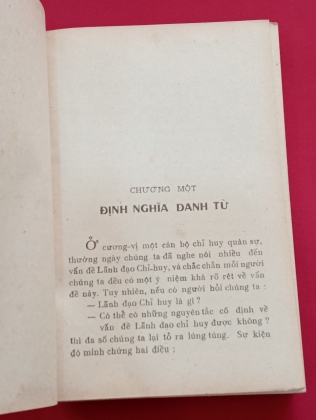 CHƯƠNG MỘT
ĐỊNH NGHĨA DANH TỪ
Ở cương-vị một cán bộ chỉ huy quân sự,
thường ngày chúng ta đã nghe nói nhiều đến
vấn đề Lãnh đạo Chỉ-huy, và chắc chắn mỗi người
chúng ta đều có một ý niệm khá rõ rệt về vấn
đề này. Tuy nhiên, nếu có người hỏi chúng ta :
— Lãnh đạo Chỉ huy là gì ?
— Có thể có những nguyên tắc cố định về
vấn đề Lãnh đạo chỉ huy được không ?
thì đa số chúng ta lại tỏ ra lúng túng. Sự kiện
đó minh chứng hai điều :